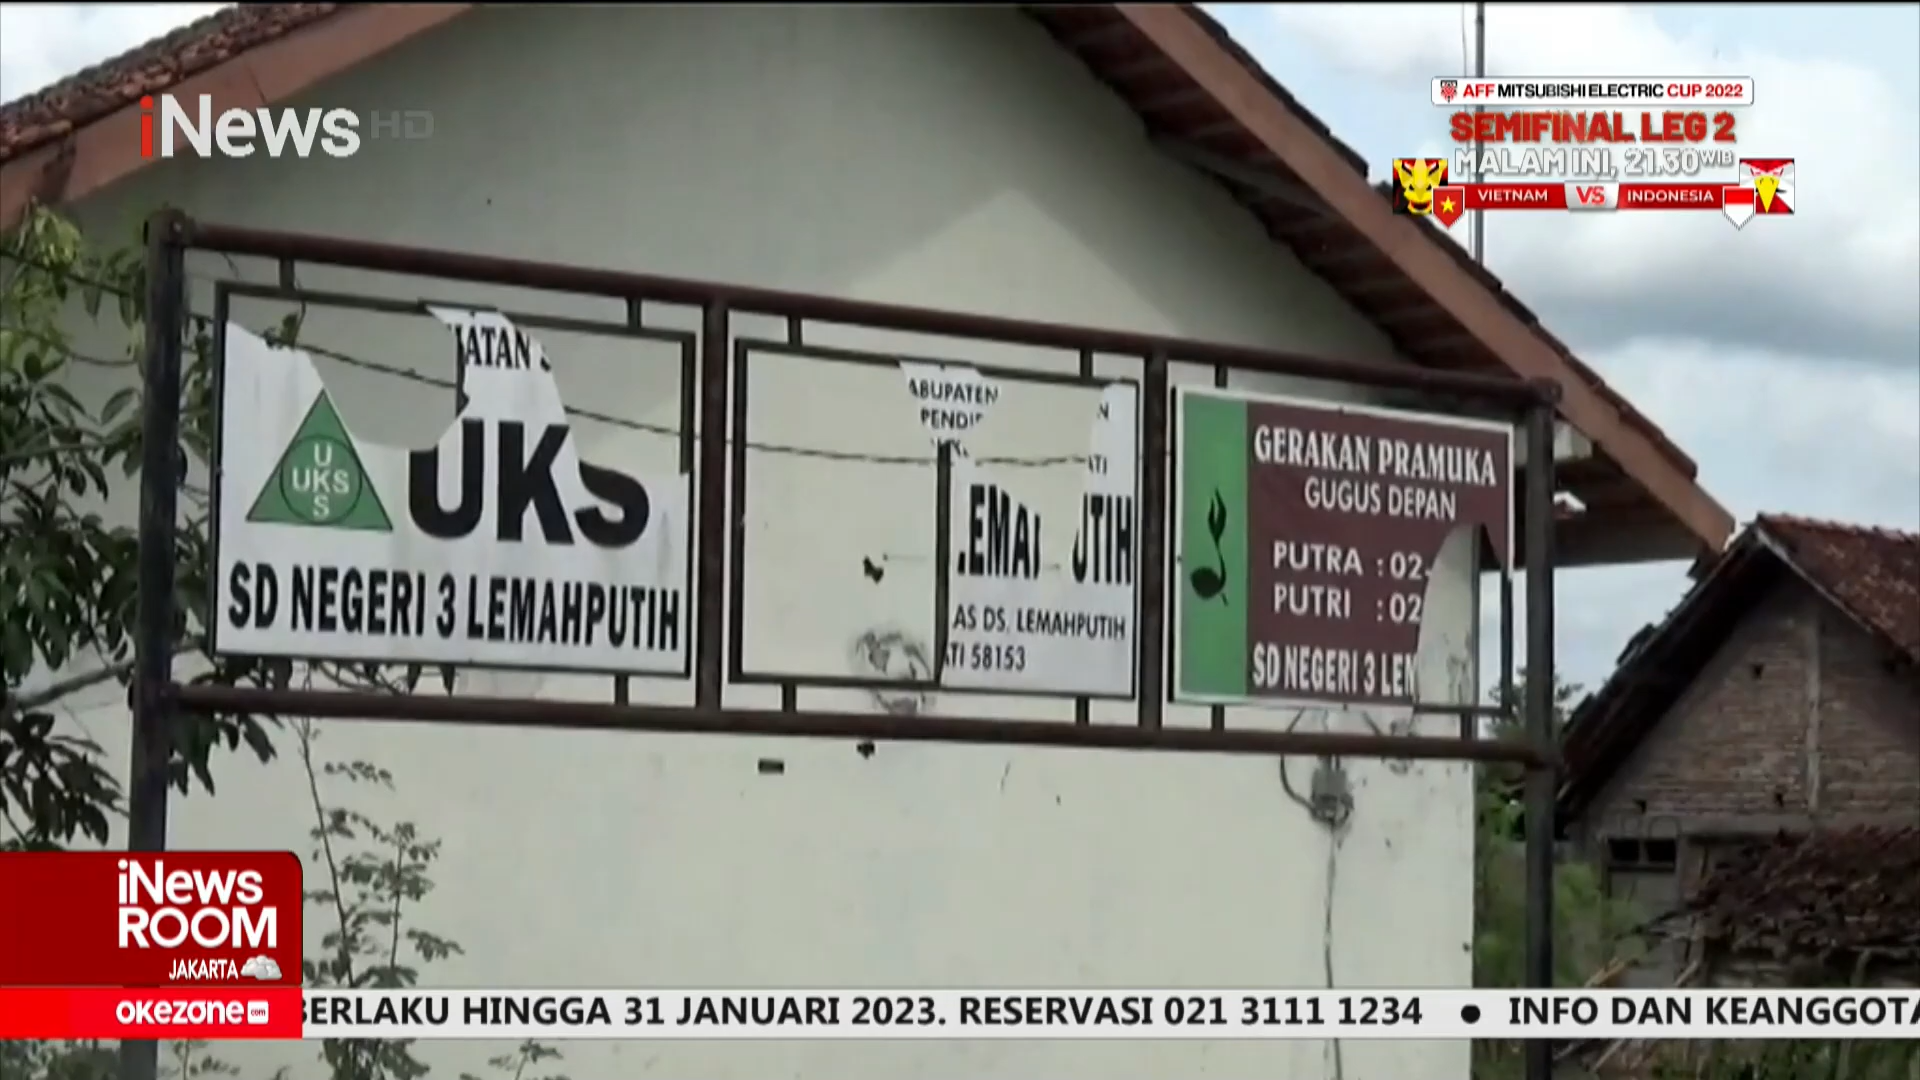 iNews HD
AFF MITSUBISHI ELECTRIC CUP 2022
SEMIFINAL LEG 2
MALAM INI, 21.30 WIB
VIETNAM VS INDONESIA
ATAN
U
UKS
S
UKS
SD NEGERI 3 LEMAHPUTIH
ABUPATEN
PENDI
LEMA UTIH
AS DS. LEMAHPUTIH
ATI 58153
GERAKAN PRAMUKA
GUGUS DEPAN
PUTRA : 02-
PUTRI : 02
SD NEGERI 3 LEM
iNews
ROOM
JAKARTA
okezone.com
BERLAKU HINGGA 31 JANUARI 2023. RESERVASI 021 3111 1234 • INFO DAN KEANGGOTA